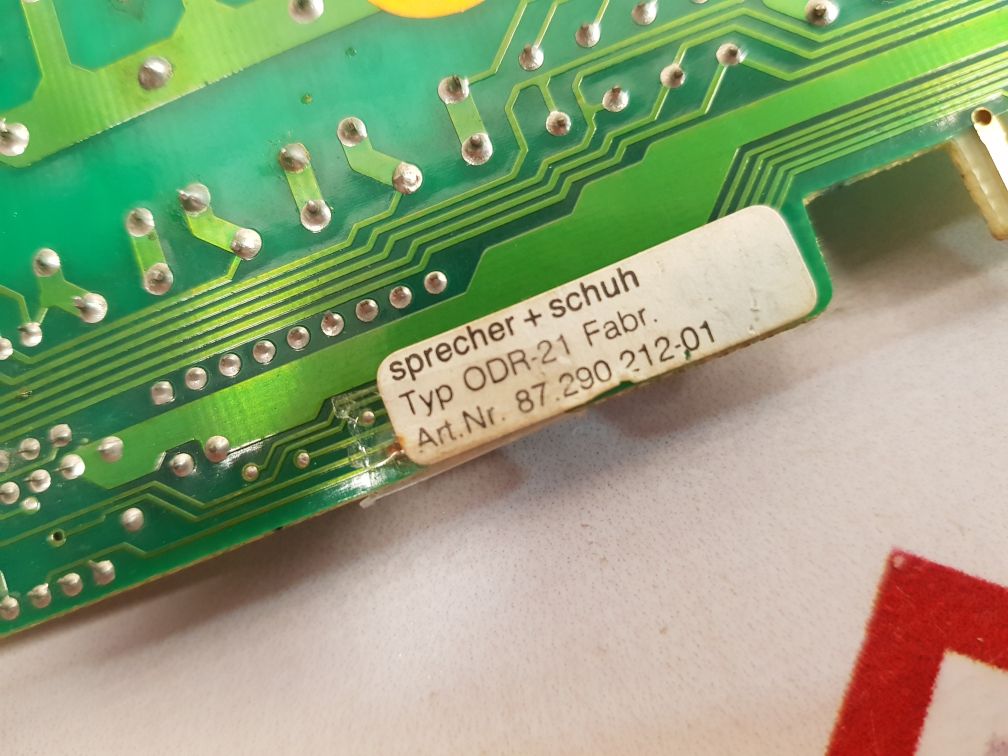 sprecher + schuh
Typ ODR-21 Fabr.
Art.Nr. 87.290 212-01